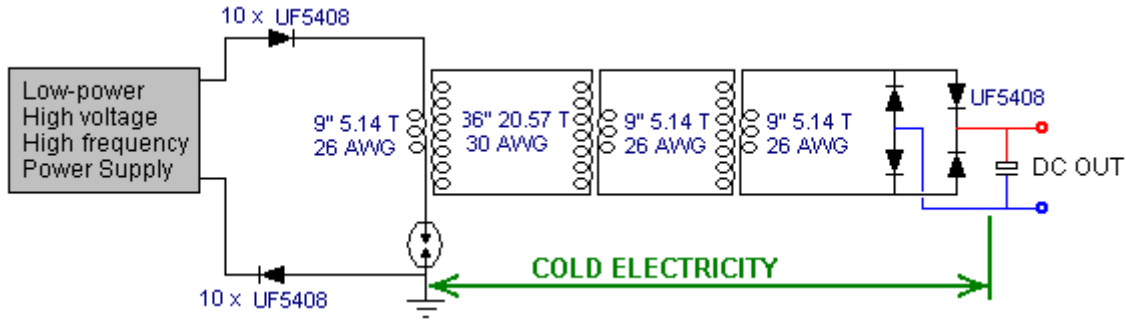 10 x UF5408
Low-power
High voltage
High frequency
Power Supply
9" 5.14 T
26 AWG
36" 20.57 T
30 AWG
9" 5.14 T
26 AWG
9" 5.14 T
26 AWG
UF5408
DC OUT
COLD ELECTRICITY
10 x UF5408